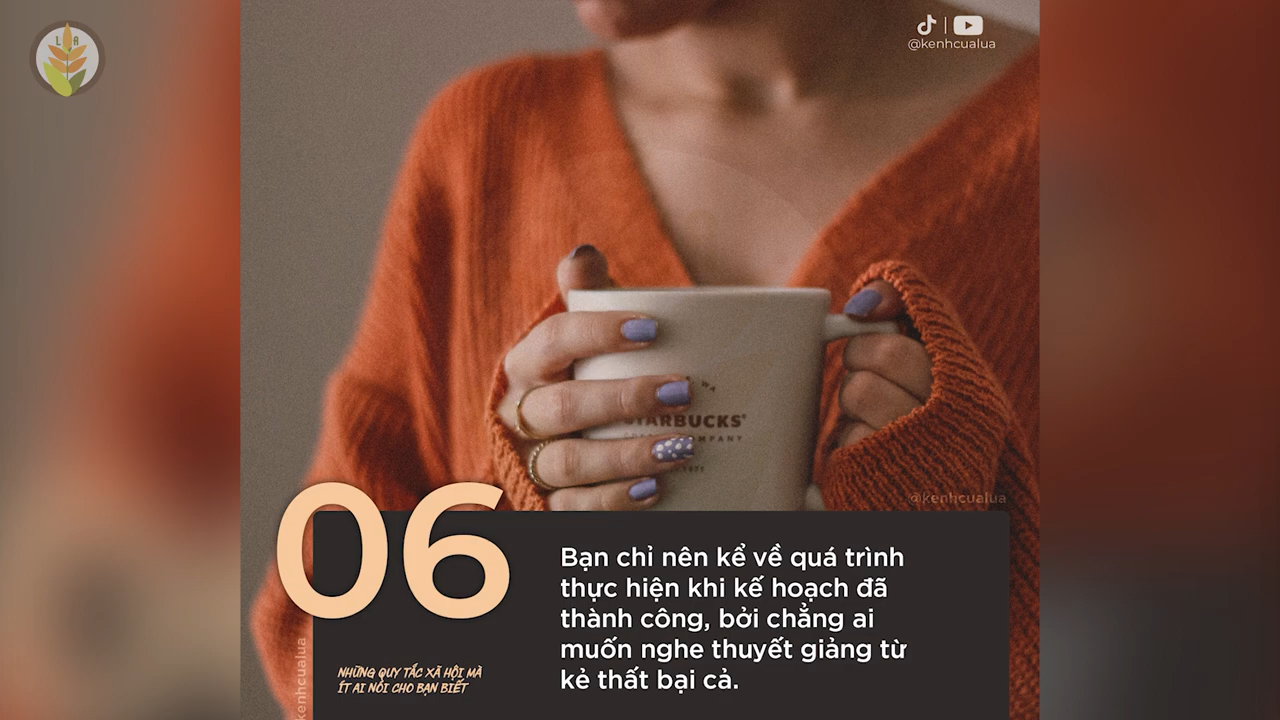 L A
@kenhcualua
WA
STARBUCKS
@kenhcualua
06
Bạn chỉ nên kể về quá trình
thực hiện khi kế hoạch đã
thành công, bởi chẳng ai
muốn nghe thuyết giảng từ
kẻ thất bại cả.
NHỮNG QUY TẮC XÃ HỘI MÀ
ÍT AI NÓI CHO BẠN BIẾT
kenhcualua